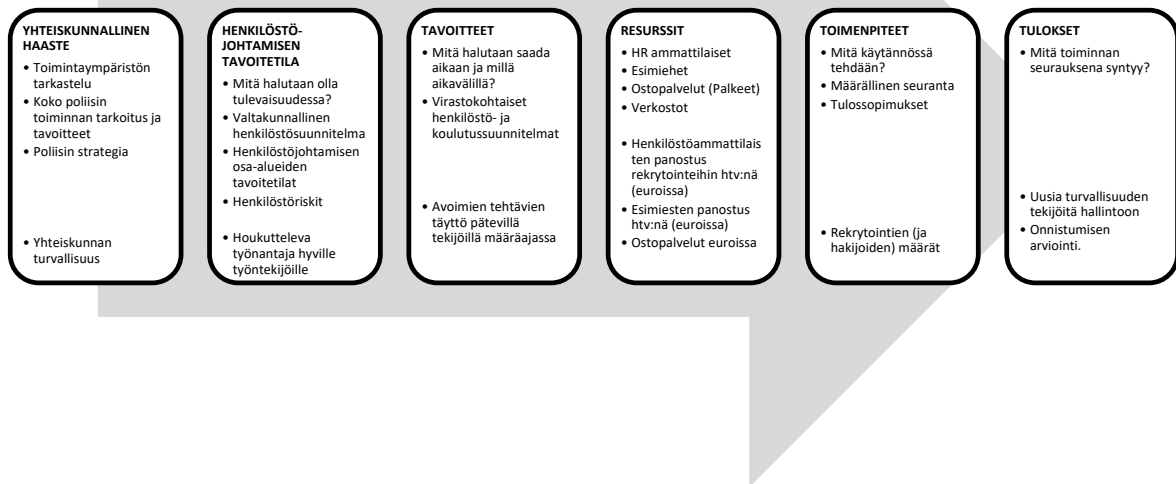 YHTEISKUNNALLINEN
HAASTE
• Toimintaympäristön
tarkastelu
• Koko poliisin
toiminnan tarkoitus ja
tavoitteet
• Poliisin strategia
• Yhteiskunnan
turvallisuus
HENKILÖSTÖ-
JOHTAMISEN
TAVOITETILA
• Mitä halutaan olla
tulevaisuudessa?
• Valtakunnallinen
henkilöstösuunnitelma
• Henkilöstöjohtamisen
osa-alueiden
tavoitetilat
• Henkilöstöriskit
• Houkutteleva
työnantaja hyville
työntekijöille
TAVOITTEET
• Mitä halutaan saada
aikaan ja millä
aikavälillä?
• Virastokohtaiset
henkilöstö- ja
koulutussuunnitelmat
• Avoimien tehtävien
täyttö pätevillä
tekijöillä määräajassa
RESURSSIT
• HR ammattilaiset
• Esimiehet
• Ostopalvelut (Palkeet)
• Verkostot
• Henkilöstöammattilais
ten panostus
rekrytointeihin htv:nä
(euroissa)
• Esimiesten panostus
htv:nä (euroissa)
• Ostopalvelut euroissa
TOIMENPITEET
• Mitä käytännössä
tehdään?
• Määrällinen seuranta
• Tulossopimukset
• Rekrytointien (ja
hakijoiden) määrät
TULOKSET
• Mitä toiminnan
seurauksena syntyy?
• Uusia turvallisuuden
tekijöitä hallintoon
• Onnistumisen
arviointi.